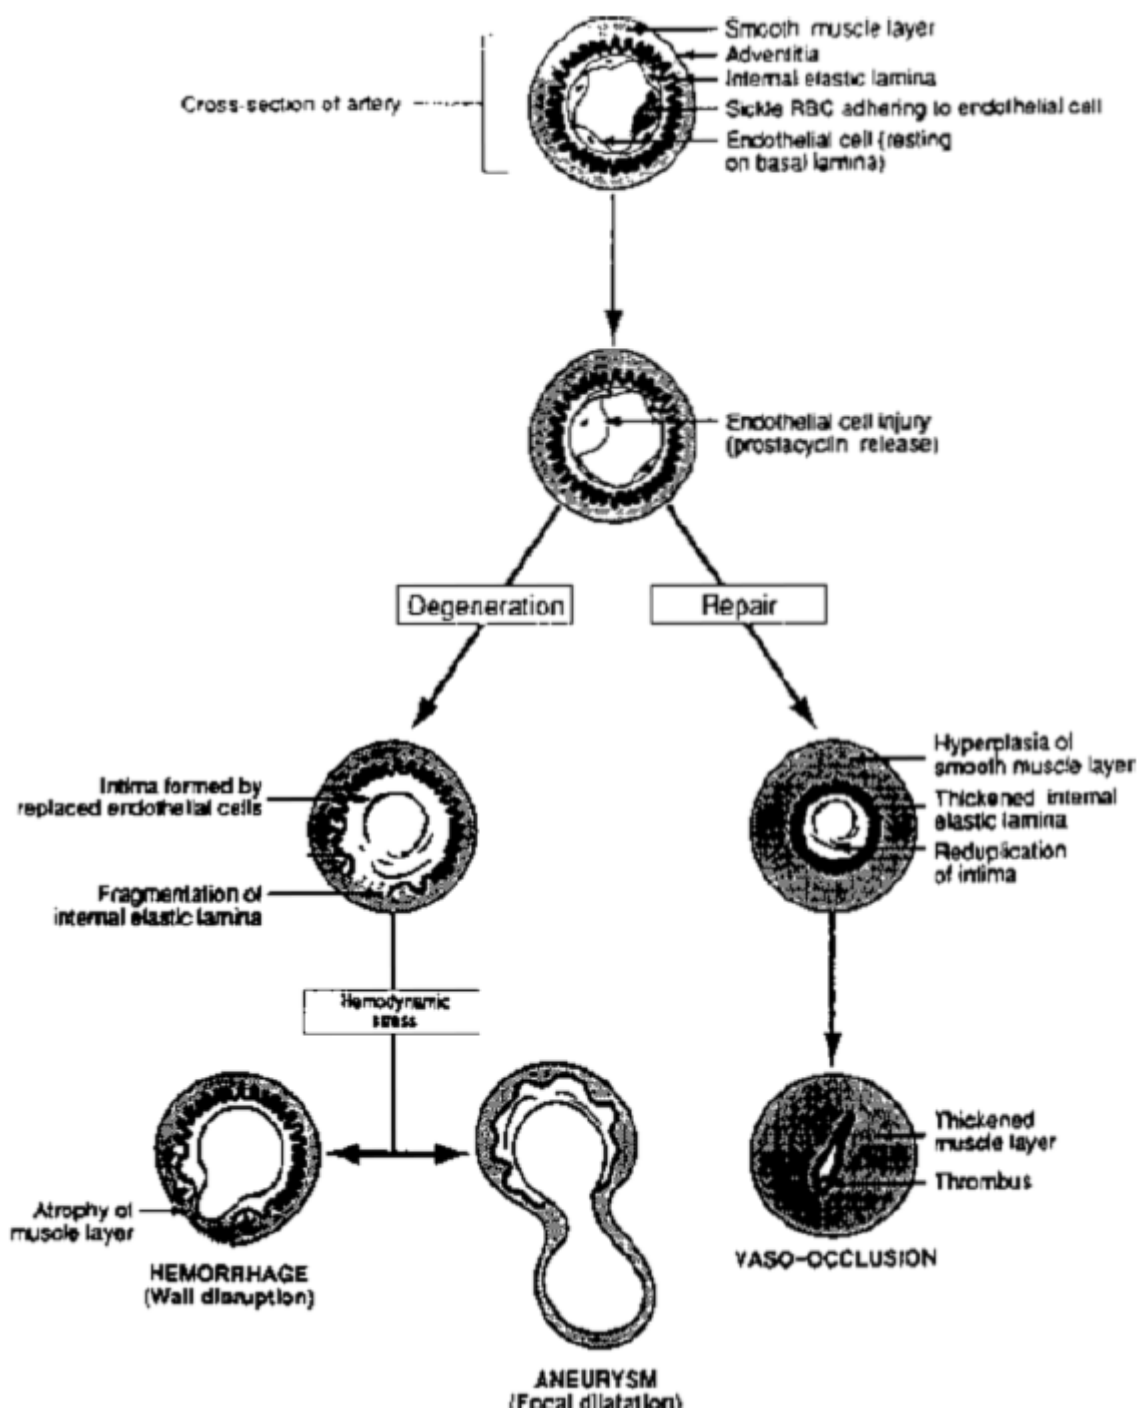 Smooth muscle layer
Adventitia
Internal elastic lamina
Cross-section of artery
Sickle RBC adhering to endothelial cell
Endothelial cell (resting
on basal lamina)
Endothelial cell injury
(prostacyclin release)
Degeneration
Repair
Intima formed by
replaced endothelial cells
Fragmentation of
internal elastic lamina
Hyperplasia of
smooth muscle layer
Thickened internal
elastic lamina
Reduplication
of intima
Hemodynamic
stress
Atrophy of
muscle layer
HEMORRHAGE
(Wall disruption)
ANEURYSM
(Focal dilatation)
Thickened
muscle layer
Thrombus
VASO-OCCLUSION